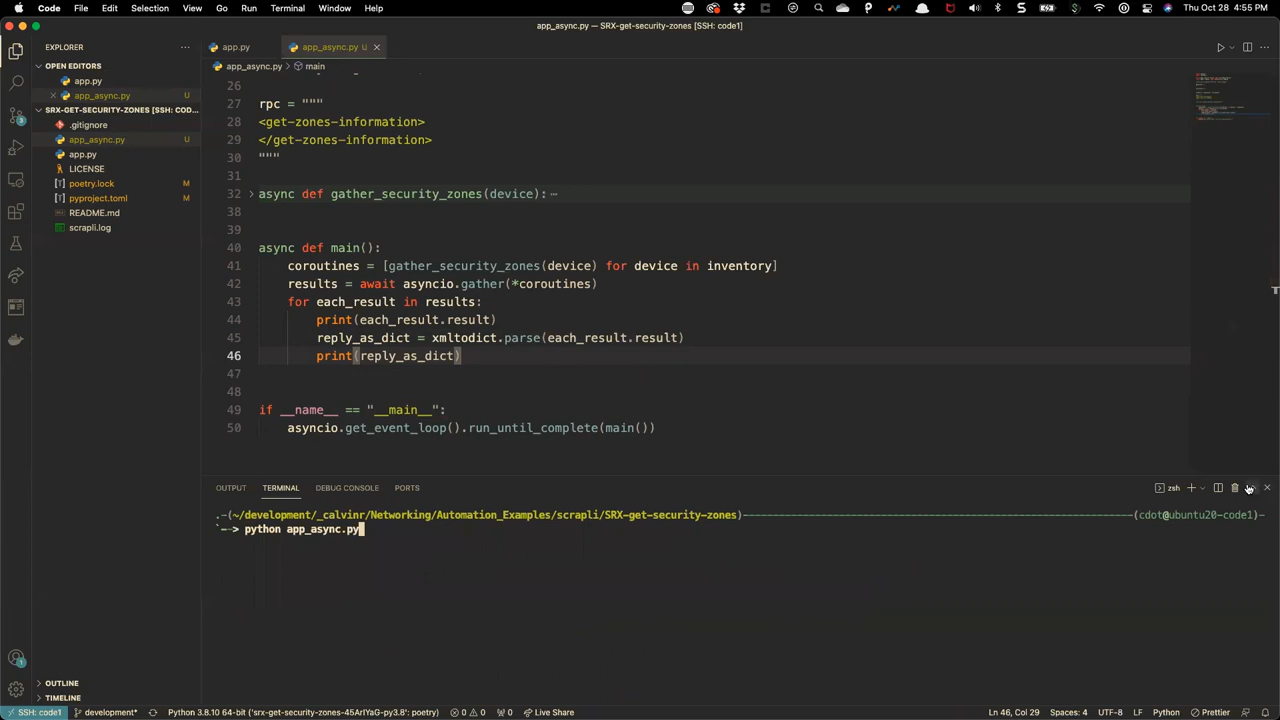 Code File Edit Selection View Go Run Terminal Window Help Thu Oct 28 4:55 PM
app_async.py — SRX-get-security-zones [SSH: code1]
EXPLORER
app.py
app_async.py U
OPEN EDITORS
app.py
app_async.py U
SRX-GET-SECURITY-ZONES [SSH: COD...
.gitignore
app_async.py U
app.py
LICENSE
poetry.lock M
pyproject.toml M
README.md
scrapli.log
OUTLINE
TIMELINE
app_async.py > main
26
27 rpc = """
28 <get-zones-information>
29 </get-zones-information>
30 """
31
32 async def gather_security_zones(device): ⋯
38
39
40 async def main():
41 coroutines = [gather_security_zones(device) for device in inventory]
42 results = await asyncio.gather(*coroutines)
43 for each_result in results:
44 print(each_result.result)
45 reply_as_dict = xmltodict.parse(each_result.result)
46 print(reply_as_dict)
47
48
49 if __name__ == "__main__":
50 asyncio.get_event_loop().run_until_complete(main())
OUTPUT TERMINAL DEBUG CONSOLE PORTS zsh
.-(~/development/_calvinr/Networking/Automation_Examples/scrapli/SRX-get-security-zones)------(cdot@ubuntu20-code1)-
`--> python app_async.py
3
1
SSH: code1 development* Python 3.8.10 64-bit ('srx-get-security-zones-45ArIYaG-py3.8': poetry) 0 0 0 Live Share Ln 46, Col 29 Spaces: 4 UTF-8 LF Python Prettier